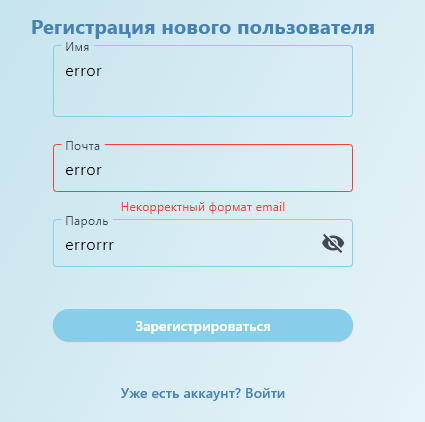 Регистрация нового пользователя
Имя
error
Почта
error
Некорректный формат email
Пароль
errorrr
Зарегистрироваться
Уже есть аккаунт? Войти